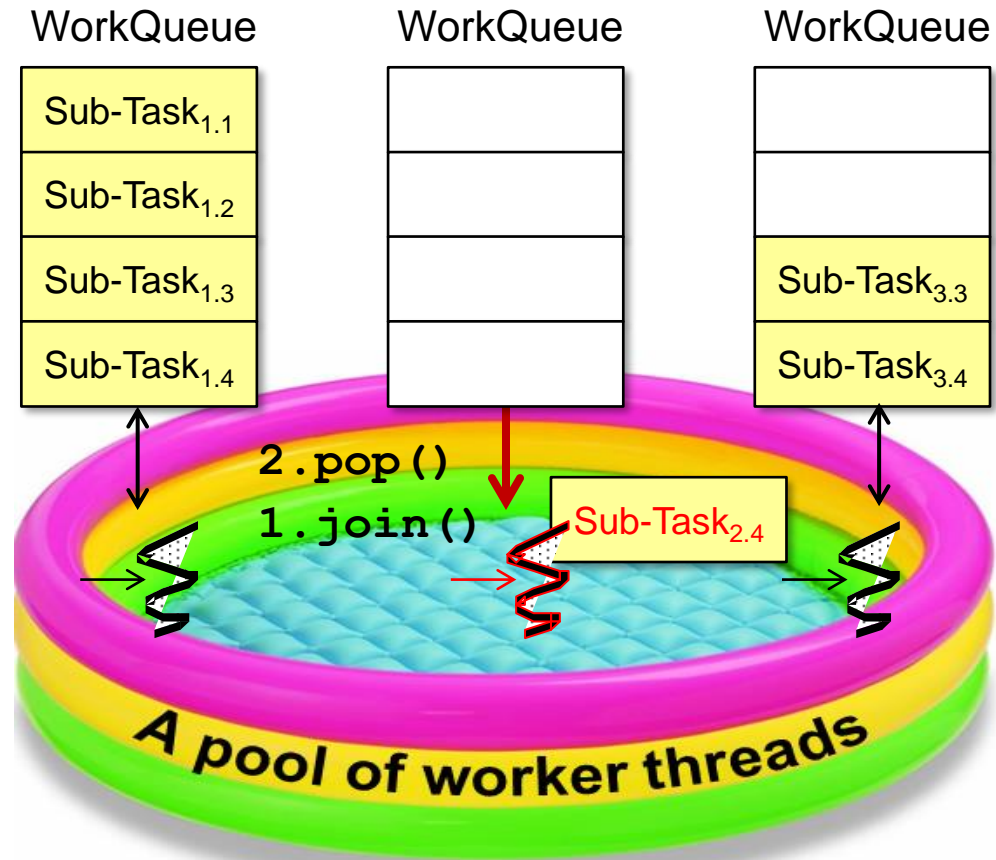 WorkQueue WorkQueue WorkQueue
Sub-Task1.1
Sub-Task1.2
Sub-Task1.3 Sub-Task3.3
Sub-Task1.4 Sub-Task3.4
2.pop()
1.join() Sub-Task2.4
A pool of worker threads